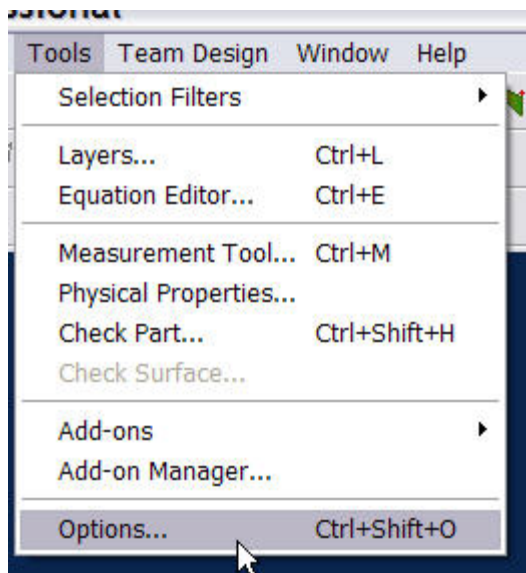 Tools Team Design Window Help
Selection Filters
Layers... Ctrl+L
Equation Editor... Ctrl+E
Measurement Tool... Ctrl+M
Physical Properties...
Check Part... Ctrl+Shift+H
Check Surface...
Add-ons
Add-on Manager...
Options... Ctrl+Shift+O